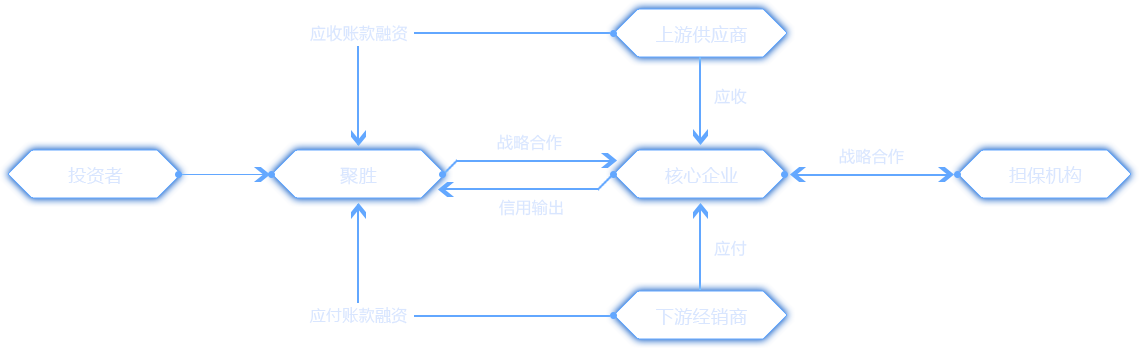 应收账款融资
上游供应商
应收
战略合作
战略合作
投资者
聚胜
核心企业
担保机构
信用输出
应付
应付账款融资
下游经销商